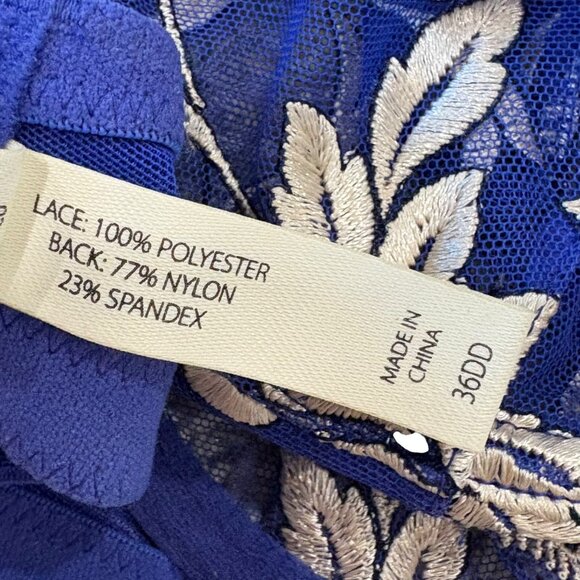 LACE: 100% POLYESTER
BACK: 77% NYLON
23% SPANDEX
MADE IN
CHINA
36DD